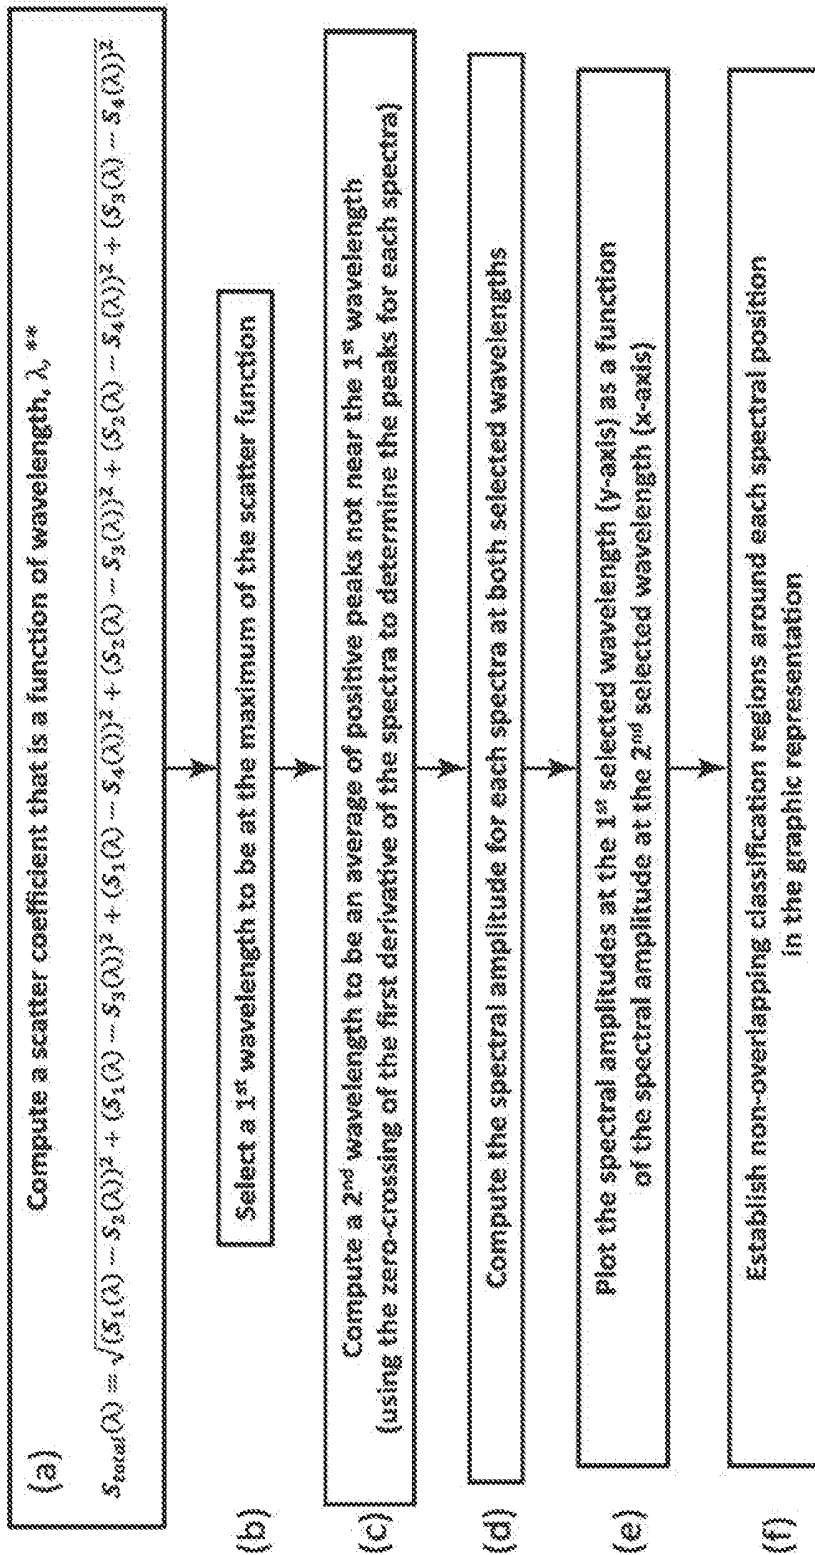 (a)
Compute a scatter coefficient that is a function of wavelength, λ, **
S_total(λ) = √(S₁(λ) − S₂(λ))² + (S₁(λ) − S₃(λ))² + (S₁(λ) − S₄(λ))² + (S₂(λ) − S₃(λ))² + (S₂(λ) − S₄(λ))² + (S₃(λ) − S₄(λ))²
(b)
Select a 1st wavelength to be at the maximum of the scatter function
(c)
Compute a 2nd wavelength to be an average of positive peaks not near the 1st wavelength
(using the zero-crossing of the first derivative of the spectra to determine the peaks for each spectra)
(d)
Compute the spectral amplitude for each spectra at both selected wavelengths
(e)
Plot the spectral amplitudes at the 1st selected wavelength (y-axis) as a function
of the spectral amplitude at the 2nd selected wavelength (x-axis)
(f)
Establish non-overlapping classification regions around each spectral position
in the graphic representation